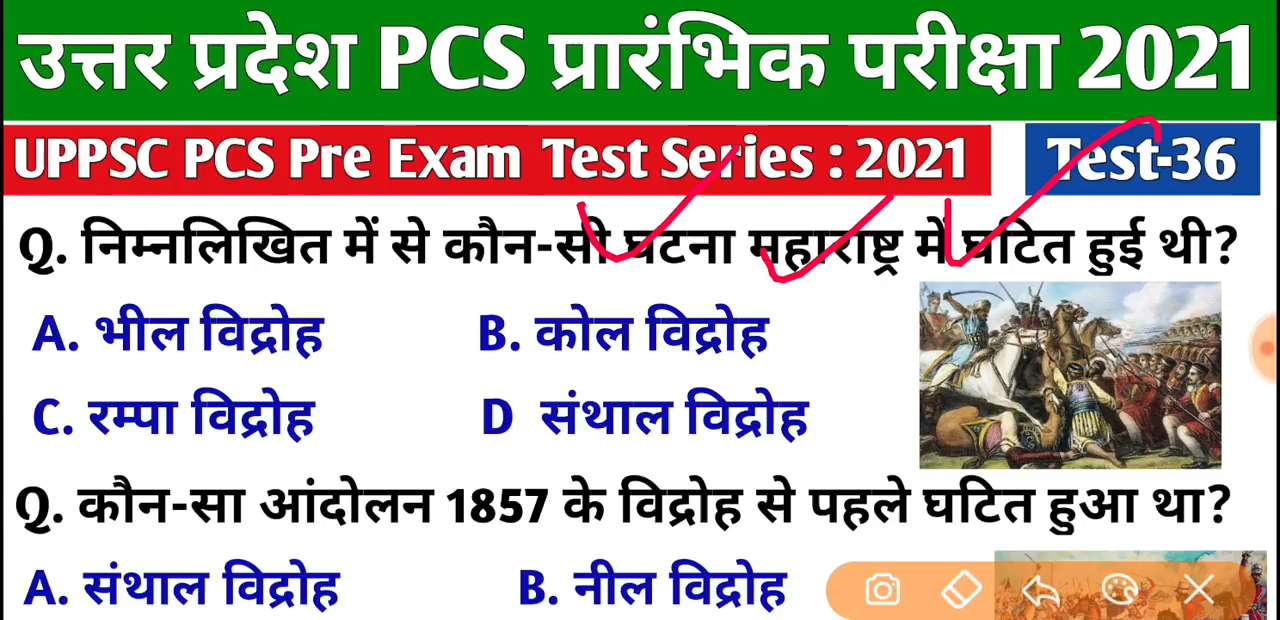 उत्तर प्रदेश PCS प्रारंभिक परीक्षा 2021
UPPSC PCS Pre Exam Test Series : 2021 Test-36
Q. निम्नलिखित में से कौन-सी घटना महाराष्ट्र में घटित हुई थी?
A. भील विद्रोह B. कोल विद्रोह
C. रम्पा विद्रोह D संथाल विद्रोह
Q. कौन-सा आंदोलन 1857 के विद्रोह से पहले घटित हुआ था?
A. संथाल विद्रोह B. नील विद्रोह